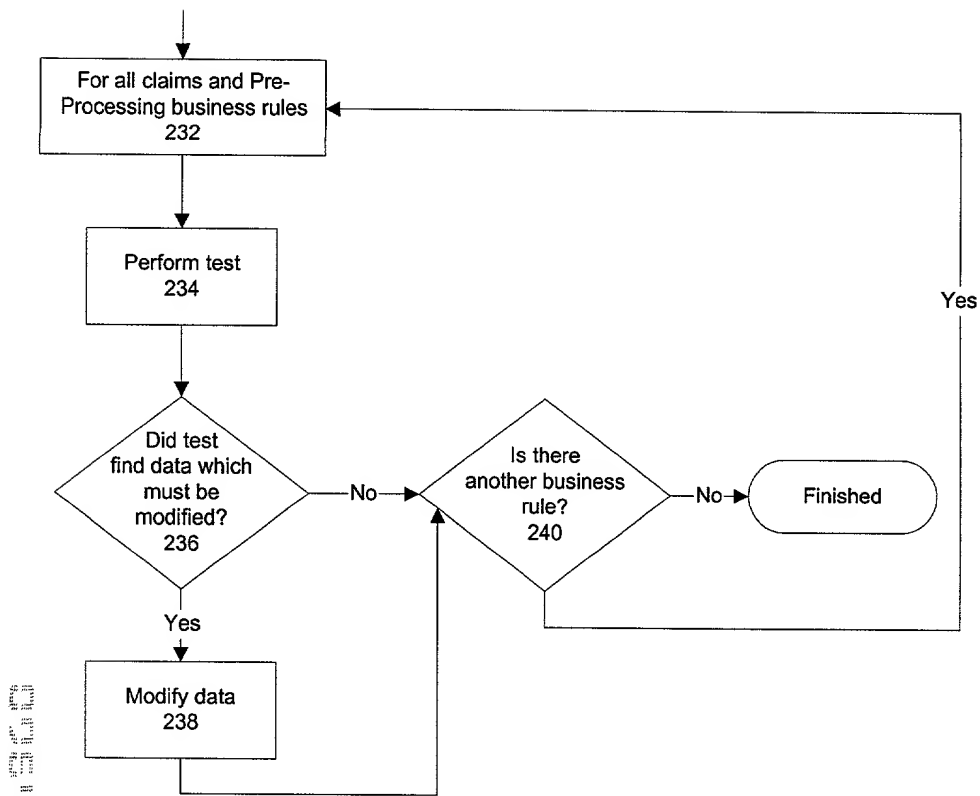 For all claims and Pre-
Processing business rules
232
Perform test
234
Yes
Did test
find data which
must be
modified?
236
No
Is there
another business
rule?
240
No
Finished
Yes
Modify data
238